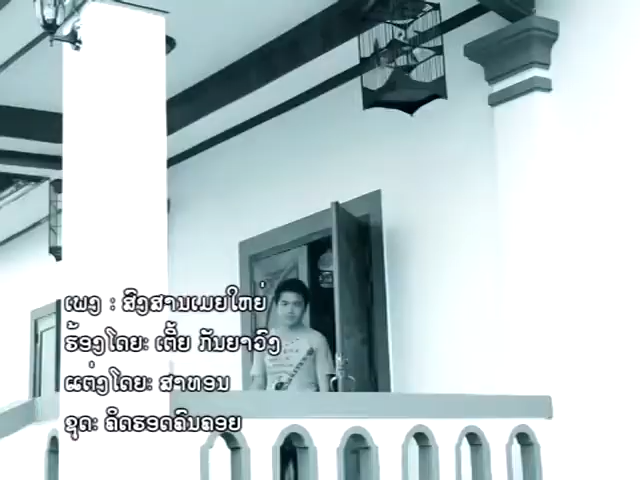 ເພງ : ສົງສານເມຍໃຫຍ່
ຮ້ອງໂດຍ: ເຕື້ຍ ກັນຍາວົງ
ແຕ່ງໂດຍ: ສາທອນ
ຊຸດ: ຄິດຮອດຄົນຄອຍ